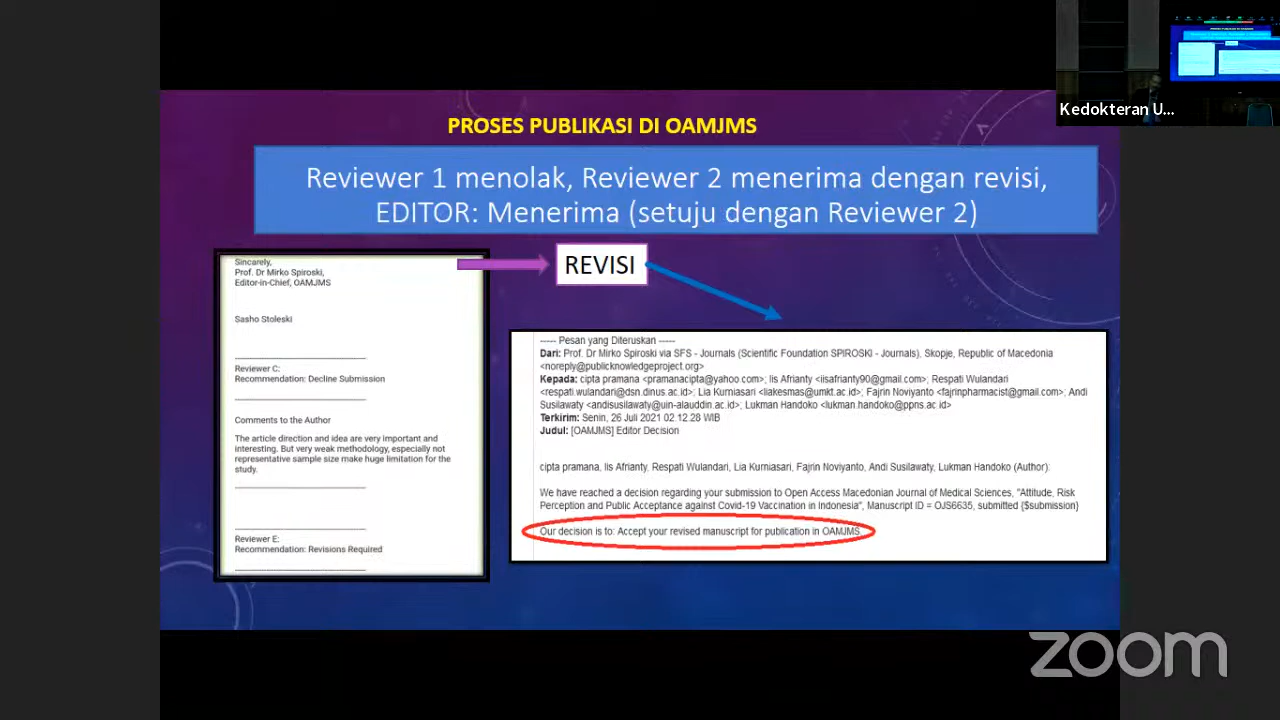 Kedokteran U...
PROSES PUBLIKASI DI OAMJMS
Reviewer 1 menolak, Reviewer 2 menerima dengan revisi,
EDITOR: Menerima (setuju dengan Reviewer 2)
REVISI
Sincarely,
Prof. Dr Mirko Spiroski,
Editor-in-Chief, OAMJMS
Sasho Stoleski
Reviewer C:
Recommendation: Decline Submission
Comments to the Author
The article direction and idea are very important and
interesting. But very weak methodology, especially not
representative sample size make huge limitation for the
study.
Reviewer E:
Recommendation: Revisions Required
----- Pesan yang Diteruskan -----
Dari: Prof. Dr Mirko Spiroski via SFS - Journals (Scientific Foundation SPIROSKI - Journals), Skopje, Republic of Macedonia
<noreply@publicknowledgeproject.org>
Kepada: cipta pramana <pramanacipta@yahoo.com>; Iis Afrianty <iisafrianty90@gmail.com>; Respati Wulandari
<respati.wulandari@dsn.dinus.ac.id>; Lia Kurniasari <liakesmas@umkt.ac.id>; Fajrin Noviyanto <fajrinpharmacist@gmail.com>; Andi
Susilawaty <andisusilawaty@uin-alauddin.ac.id>; Lukman Handoko <lukman.handoko@ppns.ac.id>
Terkirim: Senin, 26 Juli 2021 02.12.28 WIB
Judul: [OAMJMS] Editor Decision
cipta pramana, Iis Afrianty, Respati Wulandari, Lia Kurniasari, Fajrin Noviyanto, Andi Susilawaty, Lukman Handoko (Author):
We have reached a decision regarding your submission to Open Access Macedonian Journal of Medical Sciences, "Attitude, Risk
Perception and Public Acceptance against Covid-19 Vaccination in Indonesia", Manuscript ID = OJS6635, submitted {$submission}
Our decision is to: Accept your revised manuscript for publication in OAMJMS
zoom